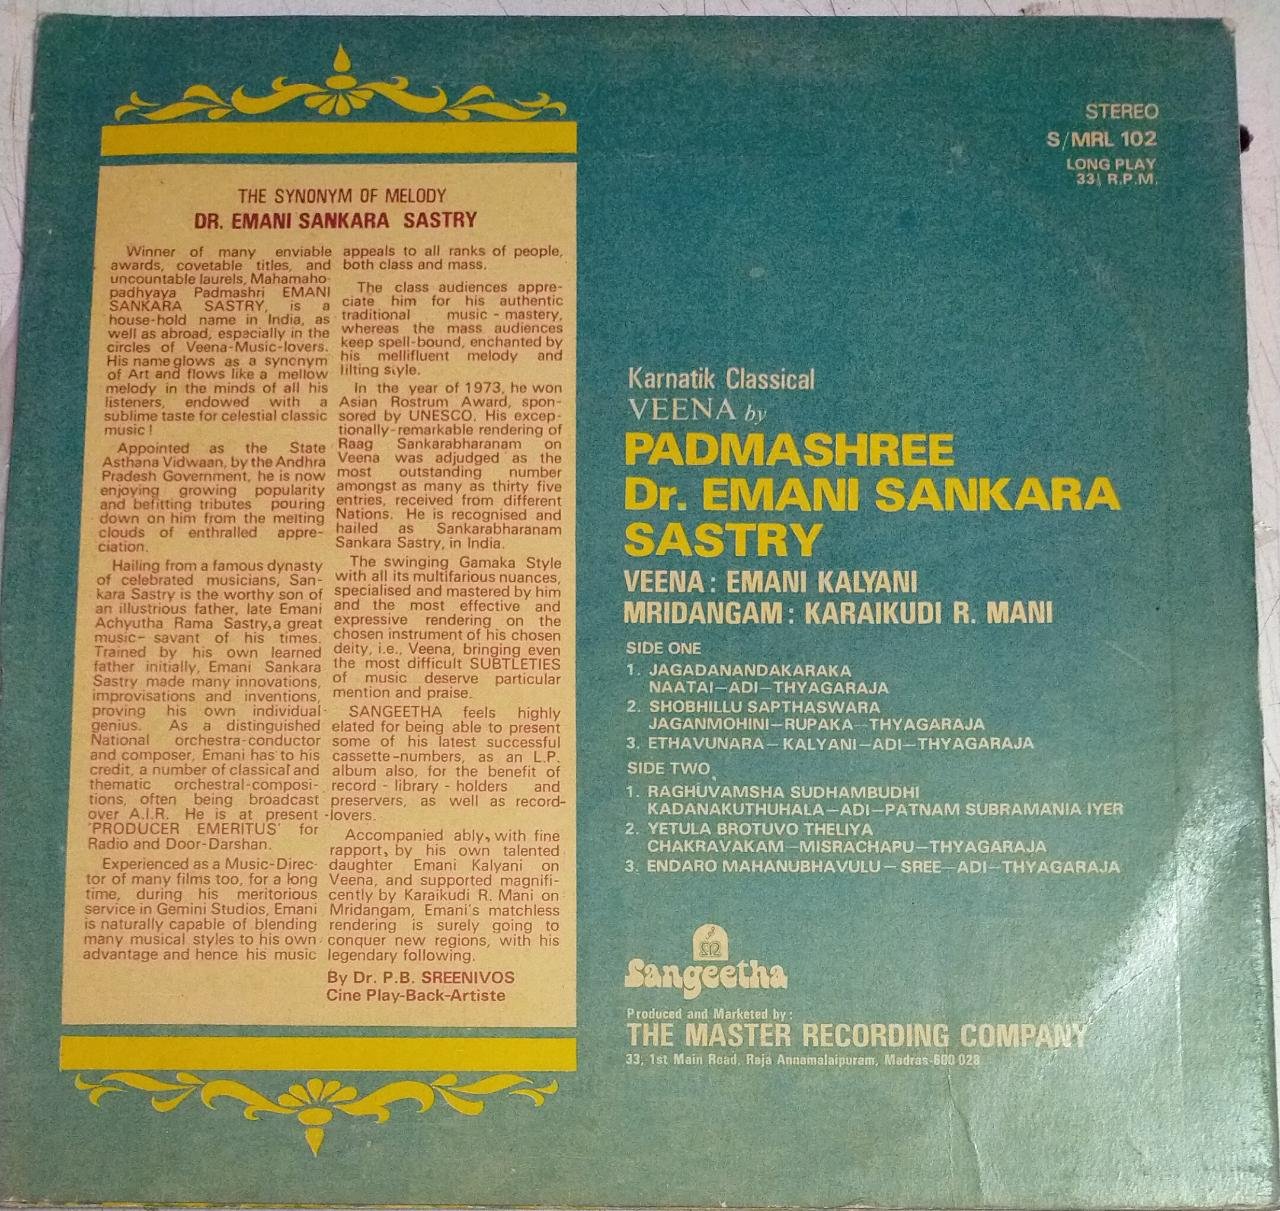 THE SYNONYM OF MELODY
DR. EMANI SANKARA SASTRY
Winner of many enviable
awards, covetable titles, and
uncountable laurels, Mahamaho-
padhyaya Padmashri EMANI
SANKARA SASTRY, is a
house-hold name in India, as
well as abroad, especially in the
circles of Veena-Music-lovers.
His name glows as a synonym
of Art and flows like a mellow
melody in the minds of all his
listeners, endowed with a
sublime taste for celestial classic
music !
Appointed as the State
Asthana Vidwaan, by the Andhra
Pradesh Government, he is now
enjoying growing popularity
and befitting tributes pouring
down on him from the melting
clouds of enthralled appre-
ciation.
Hailing from a famous dynasty
of celebrated musicians, San-
kara Sastry is the worthy son of
an illustrious father, late Emani
Achyutha Rama Sastry, a great
music- savant of his times.
Trained by his own learned
father initially, Emani Sankara
Sastry made many innovations,
improvisations and inventions,
proving his own individual
genius. As a distinguished
National orchestra-conductor
and composer, Emani has to his
credit, a number of classical and
thematic orchestral-composi-
tions, often being broadcast
over A.I.R. He is at present
'PRODUCER EMERITUS' for
Radio and Door-Darshan.
Experienced as a Music-Direc-
tor of many films too, for a long
time, during his meritorious
service in Gemini Studios, Emani
is naturally capable of blending
many musical styles to his own
advantage and hence his music
appeals to all ranks of people,
both class and mass.
The class audiences appre-
ciate him for his authentic
traditional music - mastery,
whereas the mass audiences
keep spell-bound, enchanted by
his mellifluent melody and
lilting style.
In the year of 1973, he won
Asian Rostrum Award, spon-
sored by UNESCO. His excep-
tionally-remarkable rendering of
Raag Sankarabharanam on
Veena was adjudged as the
most outstanding number
amongst as many as thirty five
entries, received from different
Nations. He is recognised and
hailed as Sankarabharanam
Sankara Sastry, in India.
The swinging Gamaka Style
with all its multifarious nuances,
specialised and mastered by him
and the most effective and
expressive rendering on the
chosen instrument of his chosen
deity, i.e., Veena, bringing even
the most difficult SUBTLETIES
of music deserve particular
mention and praise.
SANGEETHA feels highly
elated for being able to present
some of his latest successful
cassette-numbers, as an L.P.
album also, for the benefit of
record - library - holders and
preservers, as well as record-
-lovers.
Accompanied ably, with fine
rapport, by his own talented
daughter Emani Kalyani on
Veena, and supported magnifi-
cently by Karaikudi R. Mani on
Mridangam, Emani's matchless
rendering is surely going to
conquer new regions, with his
legendary following.
By Dr. P.B. SREENIVOS
Cine Play-Back-Artiste
STEREO
S/MRL 102
LONG PLAY
33⅓ R.P.M.
Karnatik Classical
VEENA by
PADMASHREE
Dr. EMANI SANKARA
SASTRY
VEENA : EMANI KALYANI
MRIDANGAM : KARAIKUDI R. MANI
SIDE ONE
1. JAGADANANDAKARAKA
NAATAI—ADI—THYAGARAJA
2. SHOBHILLU SAPTHASWARA
JAGANMOHINI—RUPAKA—THYAGARAJA
3. ETHAVUNARA—KALYANI—ADI—THYAGARAJA
SIDE TWO
1. RAGHUVAMSHA SUDHAMBUDHI
KADANAKUTHUHALA—ADI—PATNAM SUBRAMANIA IYER
2. YETULA BROTUVO THELIYA
CHAKRAVAKAM—MISRACHAPU—THYAGARAJA
3. ENDARO MAHANUBHAVULU—SREE—ADI—THYAGARAJA
Sangeetha
Produced and Marketed by :
THE MASTER RECORDING COMPANY
33, 1st Main Road, Raja Annamalaipuram, Madras-600 028